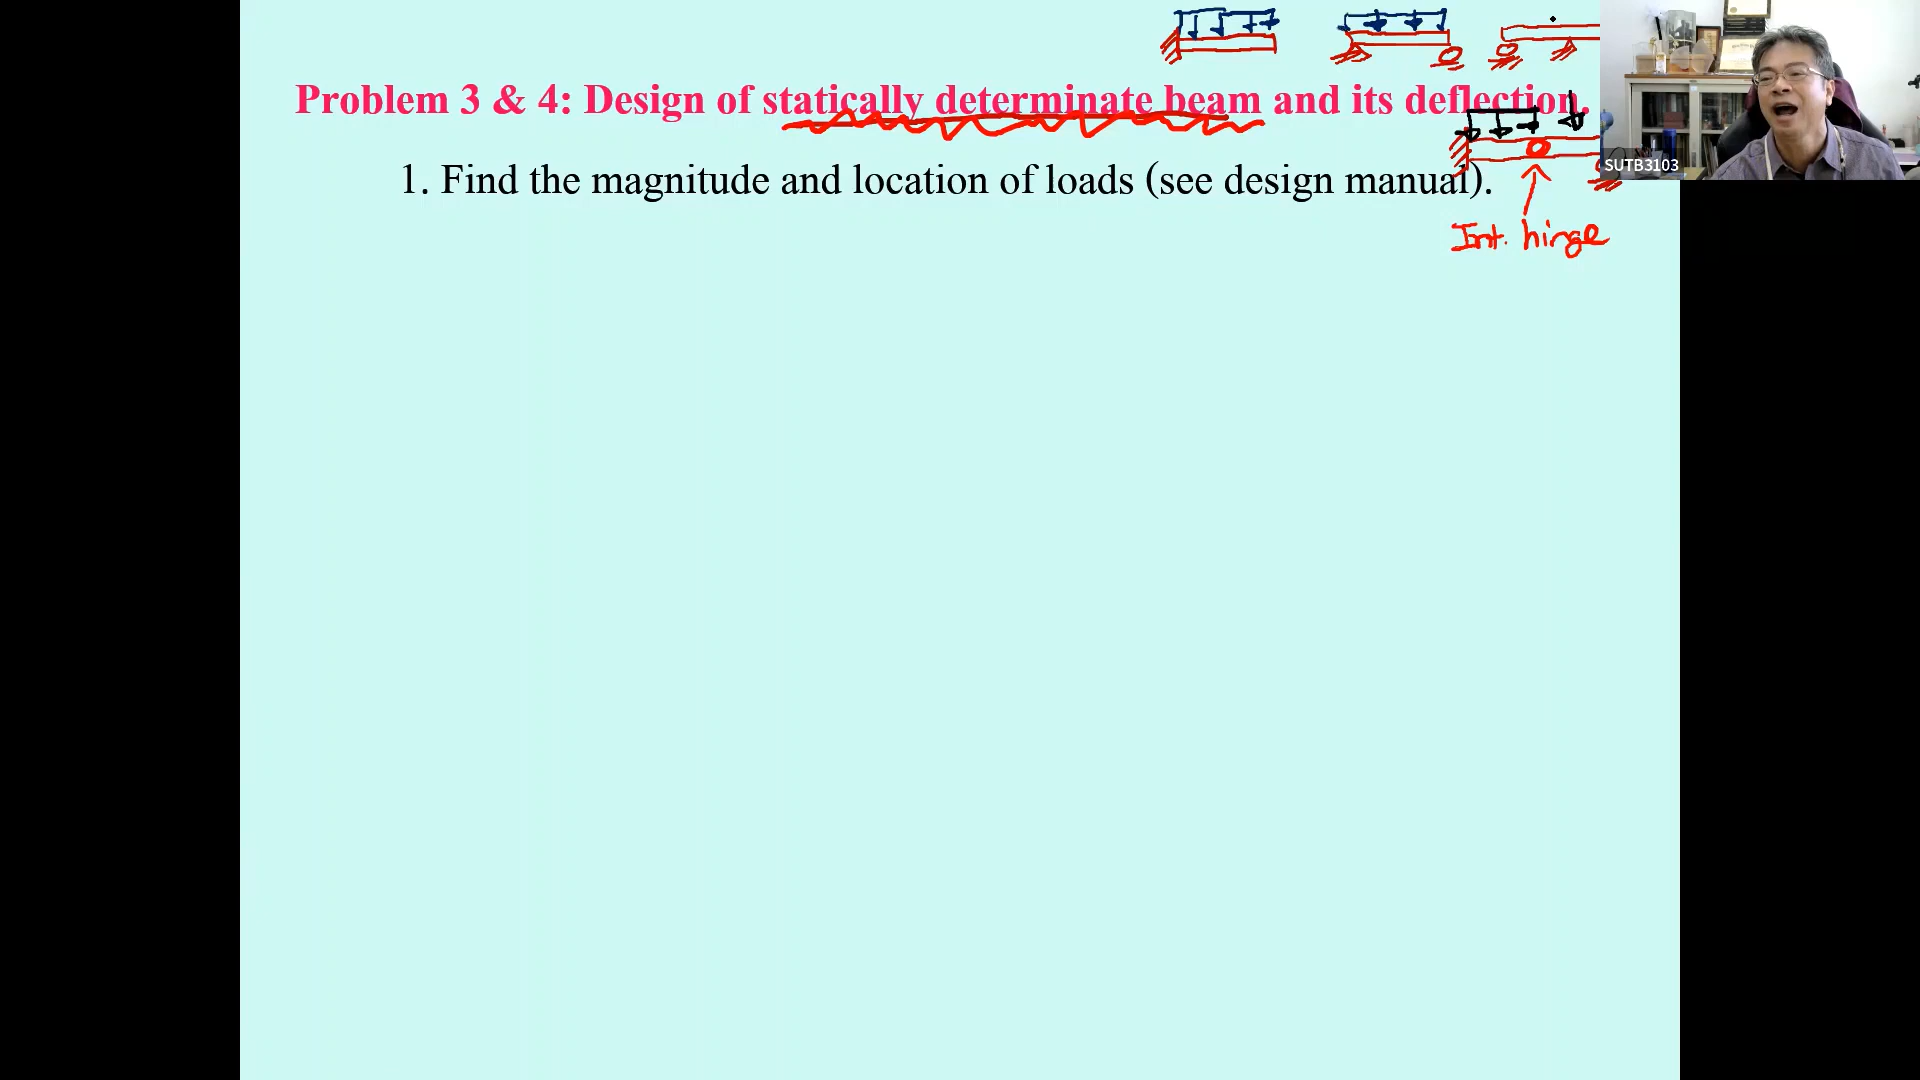 Problem 3 & 4: Design of statically determinate beam and its deflection.
1. Find the magnitude and location of loads (see design manual).
SUTB3103
Int. hinge